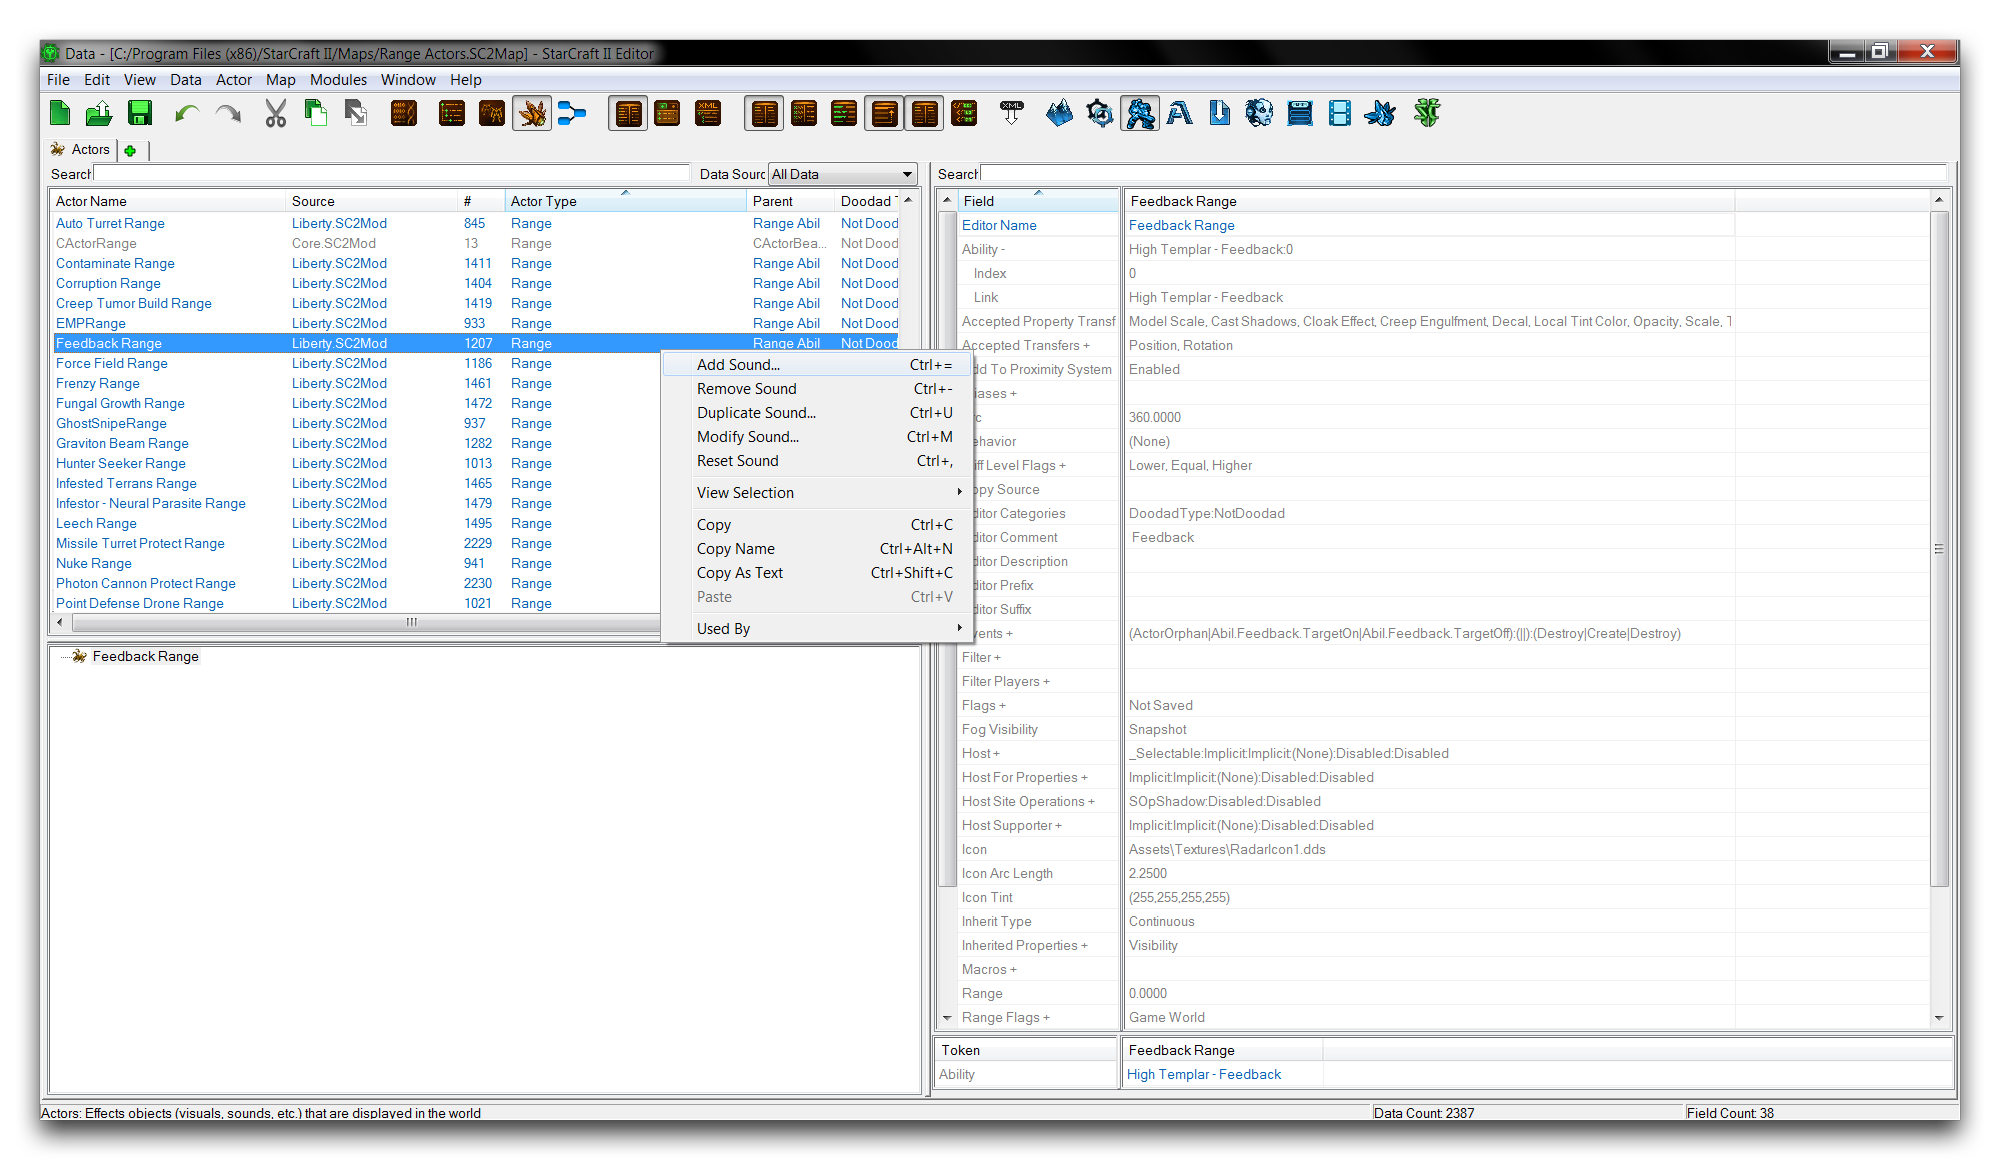 Data - [C:/Program Files (x86)/StarCraft II/Maps/Range Actors.SC2Map] - StarCraft II Editor
File Edit View Data Actor Map Modules Window Help
Actors
Search Data Sourc All Data
Actor Name Source # Actor Type Parent Doodad
Auto Turret Range Liberty.SC2Mod 845 Range Range Abil Not Dood
CActorRange Core.SC2Mod 13 Range CActorBea... Not Dood
Contaminate Range Liberty.SC2Mod 1411 Range Range Abil Not Dood
Corruption Range Liberty.SC2Mod 1404 Range Range Abil Not Dood
Creep Tumor Build Range Liberty.SC2Mod 1419 Range Range Abil Not Dood
EMPRange Liberty.SC2Mod 933 Range Range Abil Not Dood
Feedback Range Liberty.SC2Mod 1207 Range Range Abil Not Dood
Force Field Range Liberty.SC2Mod 1186 Range
Frenzy Range Liberty.SC2Mod 1461 Range
Fungal Growth Range Liberty.SC2Mod 1472 Range
GhostSnipeRange Liberty.SC2Mod 937 Range
Graviton Beam Range Liberty.SC2Mod 1282 Range
Hunter Seeker Range Liberty.SC2Mod 1013 Range
Infested Terrans Range Liberty.SC2Mod 1465 Range
Infestor - Neural Parasite Range Liberty.SC2Mod 1479 Range
Leech Range Liberty.SC2Mod 1495 Range
Missile Turret Protect Range Liberty.SC2Mod 2229 Range
Nuke Range Liberty.SC2Mod 941 Range
Photon Cannon Protect Range Liberty.SC2Mod 2230 Range
Point Defense Drone Range Liberty.SC2Mod 1021 Range
Add Sound... Ctrl+=
Remove Sound Ctrl+-
Duplicate Sound... Ctrl+U
Modify Sound... Ctrl+M
Reset Sound Ctrl+,
View Selection
Copy Ctrl+C
Copy Name Ctrl+Alt+N
Copy As Text Ctrl+Shift+C
Paste Ctrl+V
Used By
Feedback Range
Search
Field Feedback Range
Editor Name Feedback Range
Ability - High Templar - Feedback:0
Index 0
Link High Templar - Feedback
Accepted Property Transf Model Scale, Cast Shadows, Cloak Effect, Creep Engulfment, Decal, Local Tint Color, Opacity, Scale, T
Accepted Transfers + Position, Rotation
dd To Proximity System Enabled
iases +
rc 360.0000
ehavior (None)
iff Level Flags + Lower, Equal, Higher
opy Source
ditor Categories DoodadType:NotDoodad
ditor Comment Feedback
ditor Description
ditor Prefix
ditor Suffix
vents + (ActorOrphan|Abil.Feedback.TargetOn|Abil.Feedback.TargetOff):(||):(Destroy|Create|Destroy)
Filter +
Filter Players +
Flags + Not Saved
Fog Visibility Snapshot
Host + _Selectable:Implicit:Implicit:(None):Disabled:Disabled
Host For Properties + Implicit:Implicit:(None):Disabled:Disabled
Host Site Operations + SOpShadow:Disabled:Disabled
Host Supporter + Implicit:Implicit:(None):Disabled:Disabled
Icon Assets\Textures\RadarIcon1.dds
Icon Arc Length 2.2500
Icon Tint (255,255,255,255)
Inherit Type Continuous
Inherited Properties + Visibility
Macros +
Range 0.0000
Range Flags + Game World
Token Feedback Range
Ability High Templar - Feedback
Actors: Effects objects (visuals, sounds, etc.) that are displayed in the world Data Count: 2387 Field Count: 38